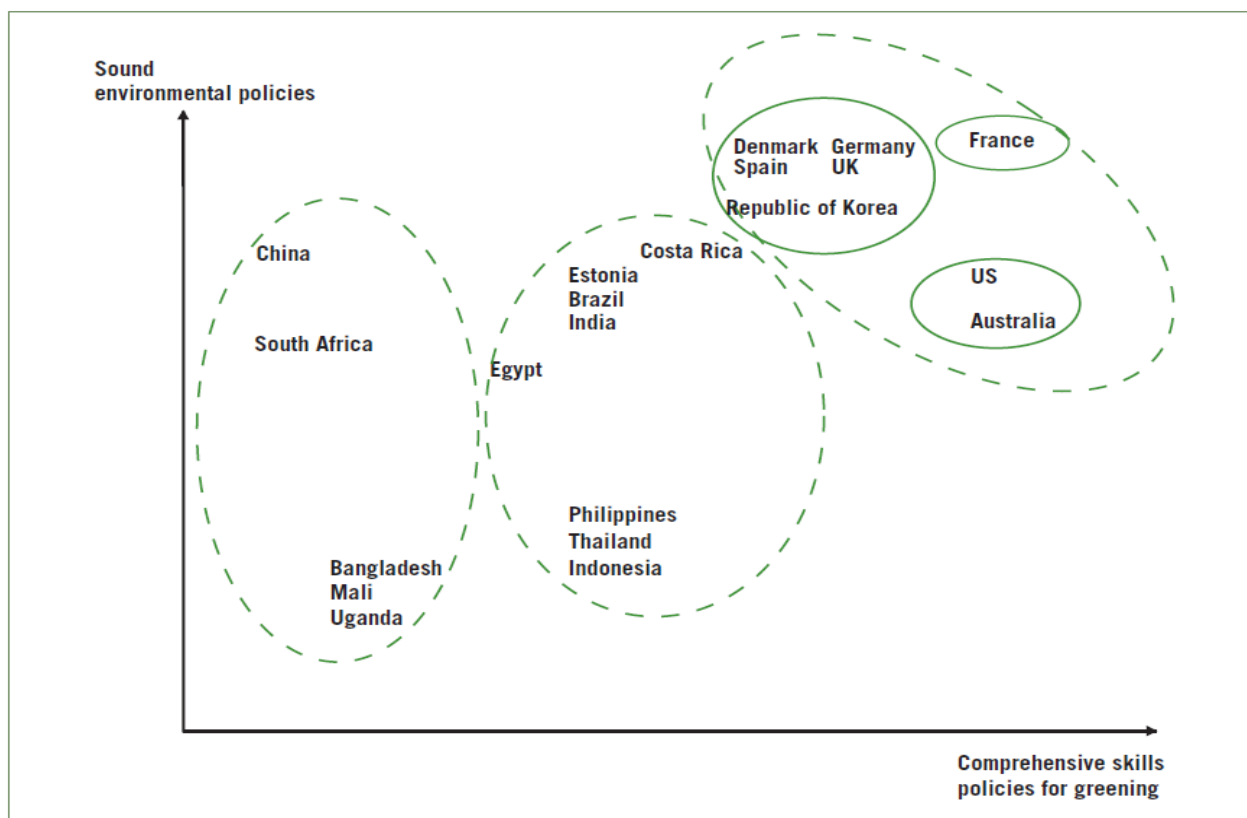 Sound
environmental policies
Denmark Germany
Spain UK
Republic of Korea
France
China
Costa Rica
Estonia
Brazil
India
US
Australia
South Africa
Egypt
Philippines
Thailand
Indonesia
Bangladesh
Mali
Uganda
Comprehensive skills
policies for greening